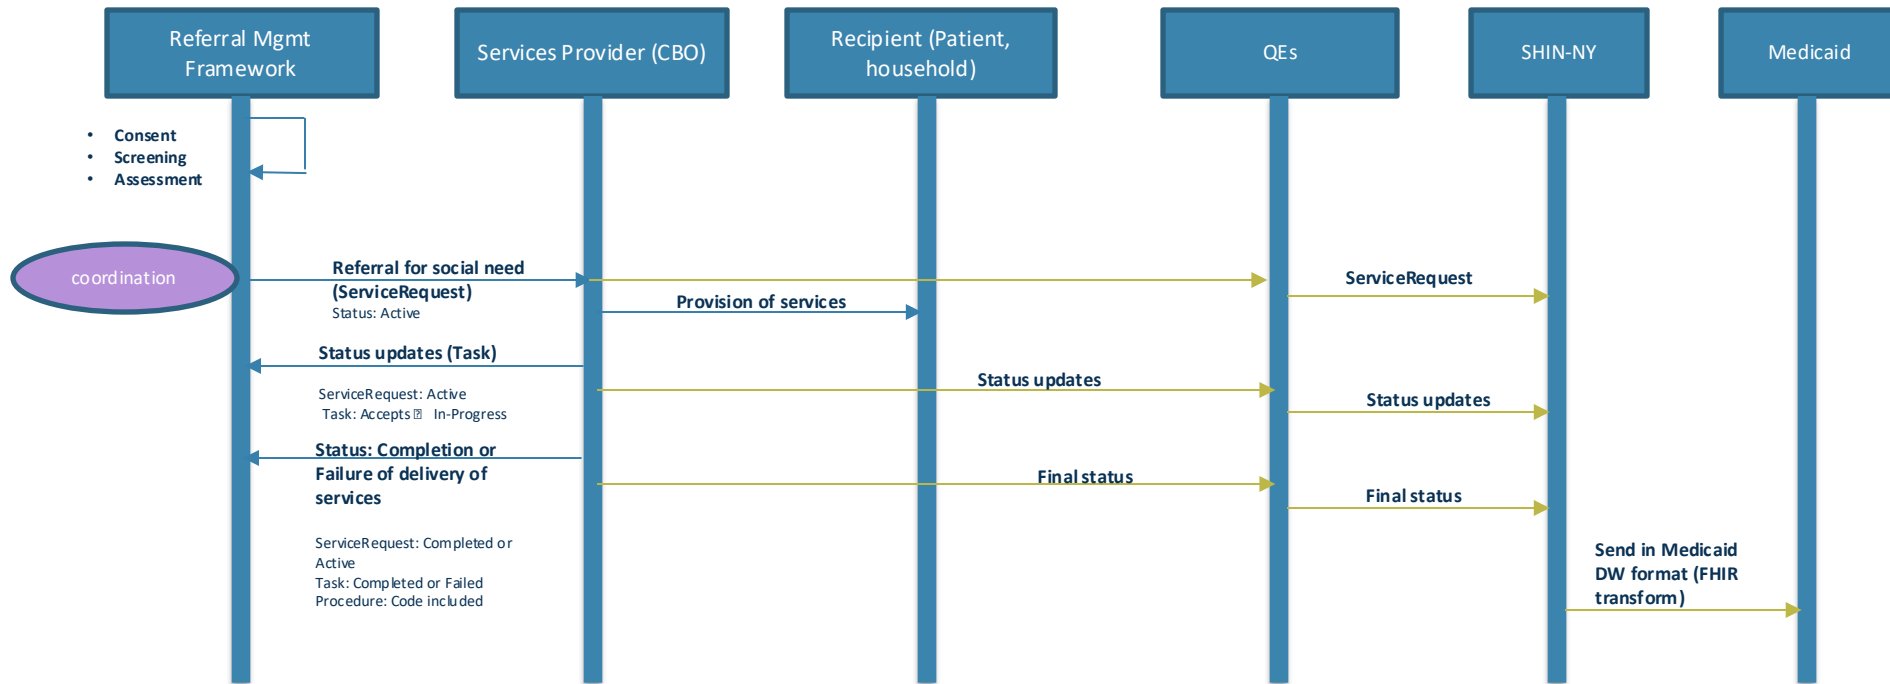 Referral Mgmt
Framework
Services Provider (CBO)
Recipient (Patient,
household)
QEs
SHIN-NY
Medicaid
• Consent
• Screening
• Assessment
coordination
Referral for social need
(ServiceRequest)
Status: Active
ServiceRequest
Provision of services
Status updates (Task)
Status updates
Status updates
ServiceRequest: Active
Task: Accepts In-Progress
Status: Completion or
Failure of delivery of
services
Final status
Final status
ServiceRequest: Completed or
Active
Task: Completed or Failed
Procedure: Code included
Send in Medicaid
DW format (FHIR
transform)